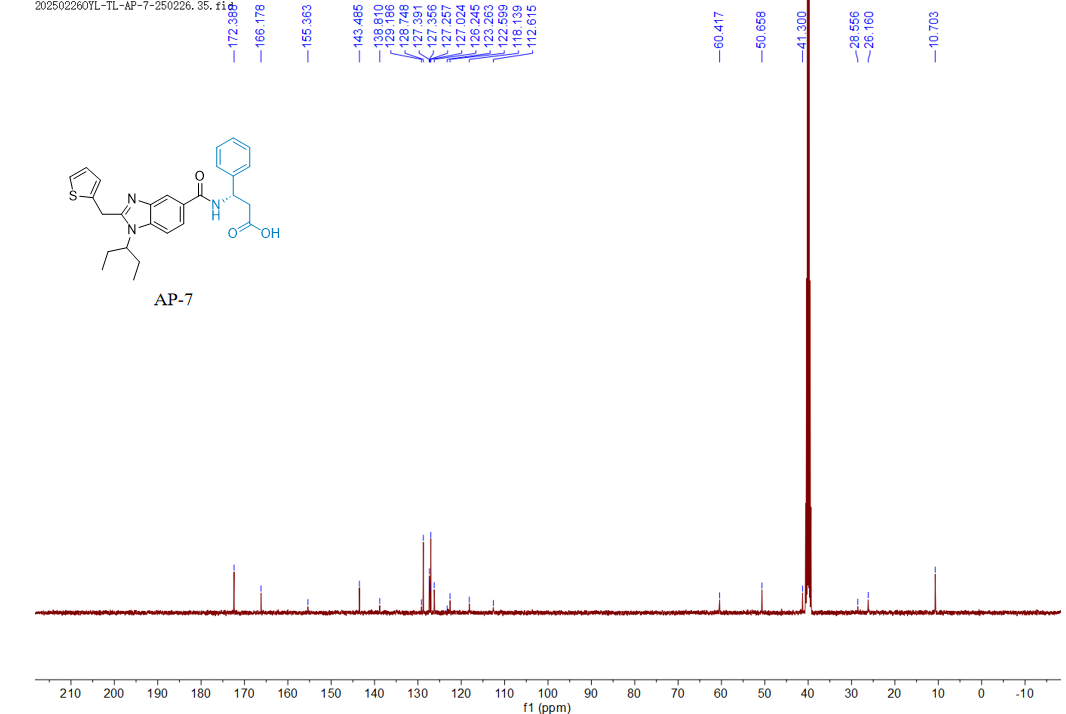 20250226OYL-TL-AP-7-250226.35.fid
172.388
166.178
155.363
143.485
138.810
129.186
128.748
127.391
127.356
127.257
127.024
126.245
123.263
122.599
118.139
112.615
60.417
50.658
41.300
28.556
26.160
10.703
O
S
N
N
H
N
O
OH
AP-7
210 200 190 180 170 160 150 140 130 120 110 100 90 80 70 60 50 40 30 20 10 0 -10
f1 (ppm)